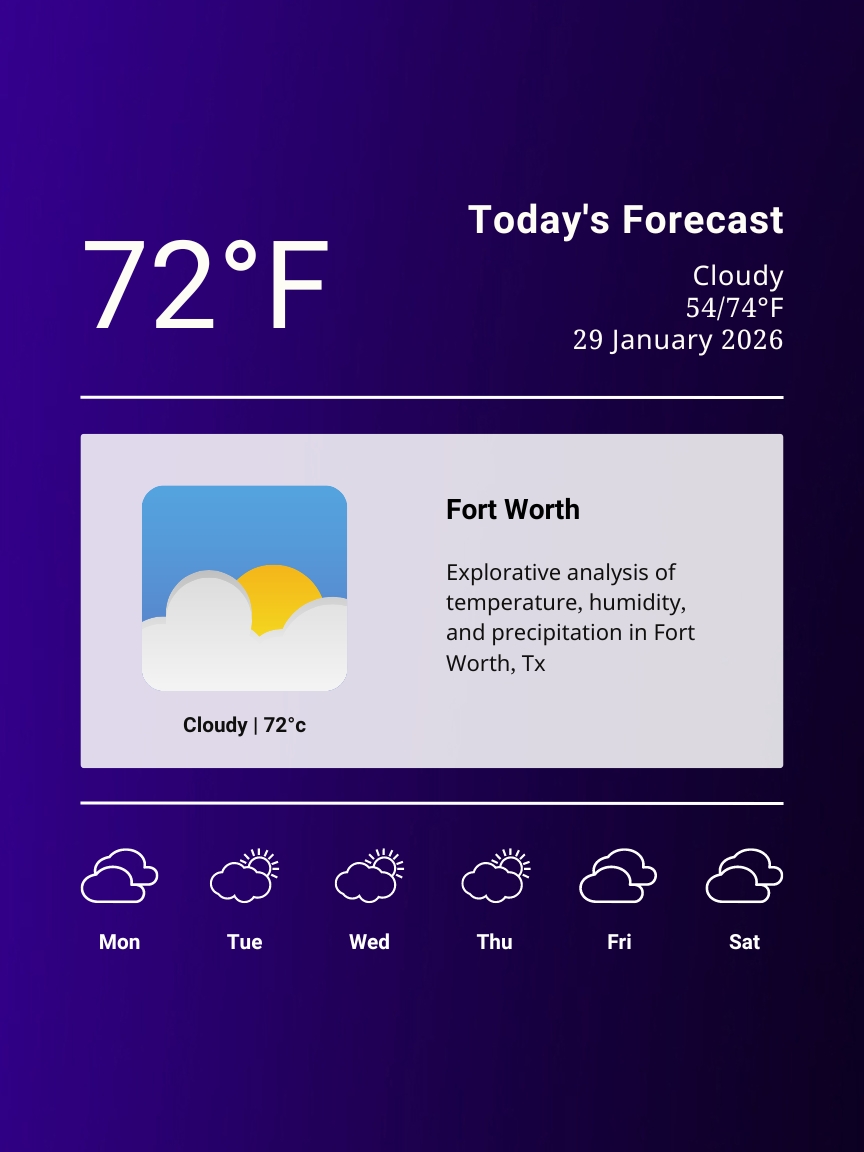 72°F
Today's Forecast
Cloudy
54/74°F
29 January 2026
Fort Worth
Explorative analysis of
temperature, humidity,
and precipitation in Fort
Worth, Tx
Cloudy | 72°c
Mon
Tue
Wed
Thu
Fri
Sat